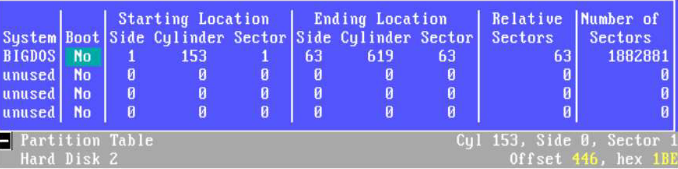 Starting Location Ending Location Relative Number of
System Boot Side Cylinder Sector Side Cylinder Sector Sectors Sectors
BIGDOS No 1 153 1 63 619 63 63 1882881
unused No 0 0 0 0 0 0 0 0
unused No 0 0 0 0 0 0 0 0
unused No 0 0 0 0 0 0 0 0
Partition Table Cyl 153, Side 0, Sector 1
Hard Disk 2 Offset 446, hex 1BE